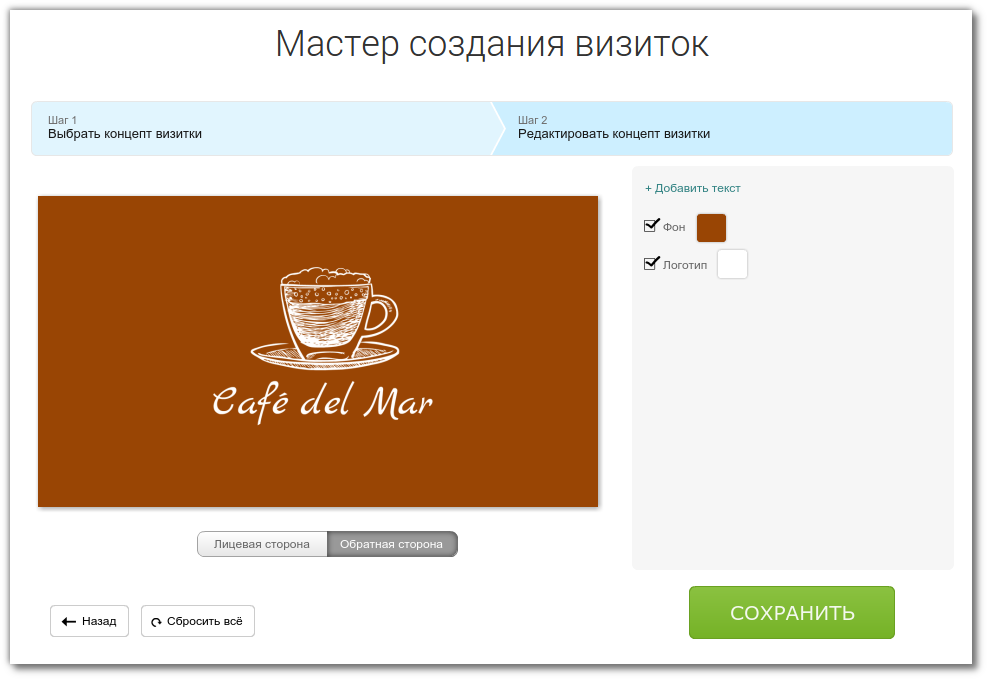 Мастер создания визиток
Шаг 1
Выбрать концепт визитки
Шаг 2
Редактировать концепт визитки
+ Добавить текст
Фон
Логотип
Café del Mar
Лицевая сторона
Обратная сторона
Назад
Сбросить всё
СОХРАНИТЬ